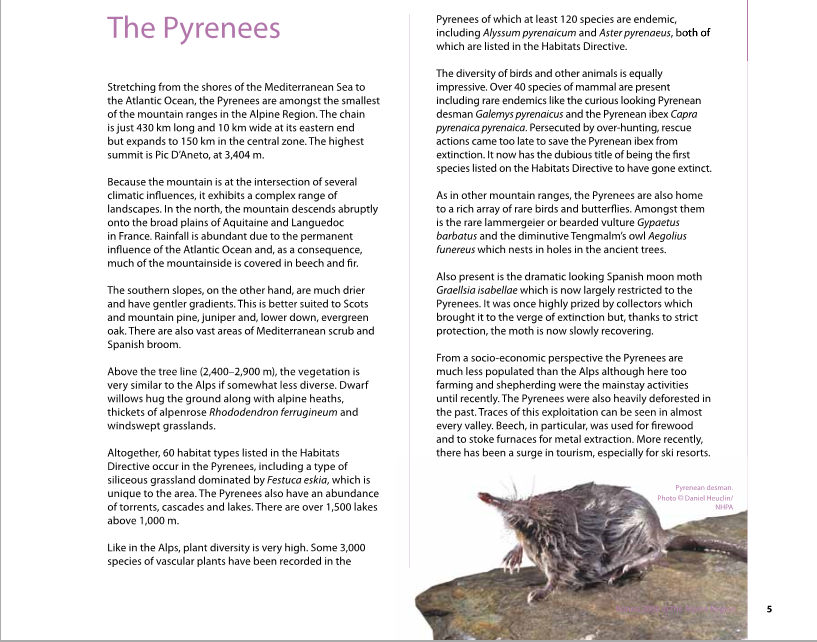 The Pyrenees
Stretching from the shores of the Mediterranean Sea to
the Atlantic Ocean, the Pyrenees are amongst the smallest
of the mountain ranges in the Alpine Region. The chain
is just 430 km long and 10 km wide at its eastern end
but expands to 150 km in the central zone. The highest
summit is Pic D’Aneto, at 3,404 m.
Because the mountain is at the intersection of several
climatic influences, it exhibits a complex range of
landscapes. In the north, the mountain descends abruptly
onto the broad plains of Aquitaine and Languedoc
in France. Rainfall is abundant due to the permanent
influence of the Atlantic Ocean and, as a consequence,
much of the mountainside is covered in beech and fir.
The southern slopes, on the other hand, are much drier
and have gentler gradients. This is better suited to Scots
and mountain pine, juniper and, lower down, evergreen
oak. There are also vast areas of Mediterranean scrub and
Spanish broom.
Above the tree line (2,400–2,900 m), the vegetation is
very similar to the Alps if somewhat less diverse. Dwarf
willows hug the ground along with alpine heaths,
thickets of alpenrose Rhododendron ferrugineum and
windswept grasslands.
Altogether, 60 habitat types listed in the Habitats
Directive occur in the Pyrenees, including a type of
siliceous grassland dominated by Festuca eskia, which is
unique to the area. The Pyrenees also have an abundance
of torrents, cascades and lakes. There are over 1,500 lakes
above 1,000 m.
Like in the Alps, plant diversity is very high. Some 3,000
species of vascular plants have been recorded in the
Pyrenees of which at least 120 species are endemic,
including Alyssum pyrenaicum and Aster pyrenaeus, both of
which are listed in the Habitats Directive.
The diversity of birds and other animals is equally
impressive. Over 40 species of mammal are present
including rare endemics like the curious looking Pyrenean
desman Galemys pyrenaicus and the Pyrenean ibex Capra
pyrenaica pyrenaica. Persecuted by over-hunting, rescue
actions came too late to save the Pyrenean ibex from
extinction. It now has the dubious title of being the first
species listed on the Habitats Directive to have gone extinct.
As in other mountain ranges, the Pyrenees are also home
to a rich array of rare birds and butterflies. Amongst them
is the rare lammergeier or bearded vulture Gypaetus
barbatus and the diminutive Tengmalm’s owl Aegolius
funereus which nests in holes in the ancient trees.
Also present is the dramatic looking Spanish moon moth
Graellsia isabellae which is now largely restricted to the
Pyrenees. It was once highly prized by collectors which
brought it to the verge of extinction but, thanks to strict
protection, the moth is now slowly recovering.
From a socio-economic perspective the Pyrenees are
much less populated than the Alps although here too
farming and shepherding were the mainstay activities
until recently. The Pyrenees were also heavily deforested in
the past. Traces of this exploitation can be seen in almost
every valley. Beech, in particular, was used for firewood
and to stoke furnaces for metal extraction. More recently,
there has been a surge in tourism, especially for ski resorts.
Pyrenean desman.
Photo © Daniel Heuclin/
NHPA
5